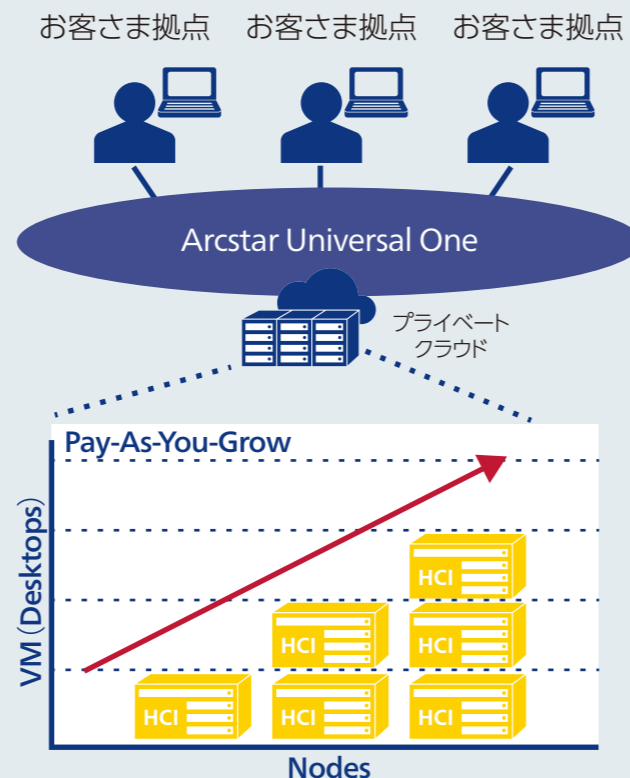 お客さま拠点 お客さま拠点 お客さま拠点
Arcstar Universal One
プライベート
クラウド
Pay-As-You-Grow
VM（Desktops）
HCI
HCI HCI
HCI HCI HCI
Nodes